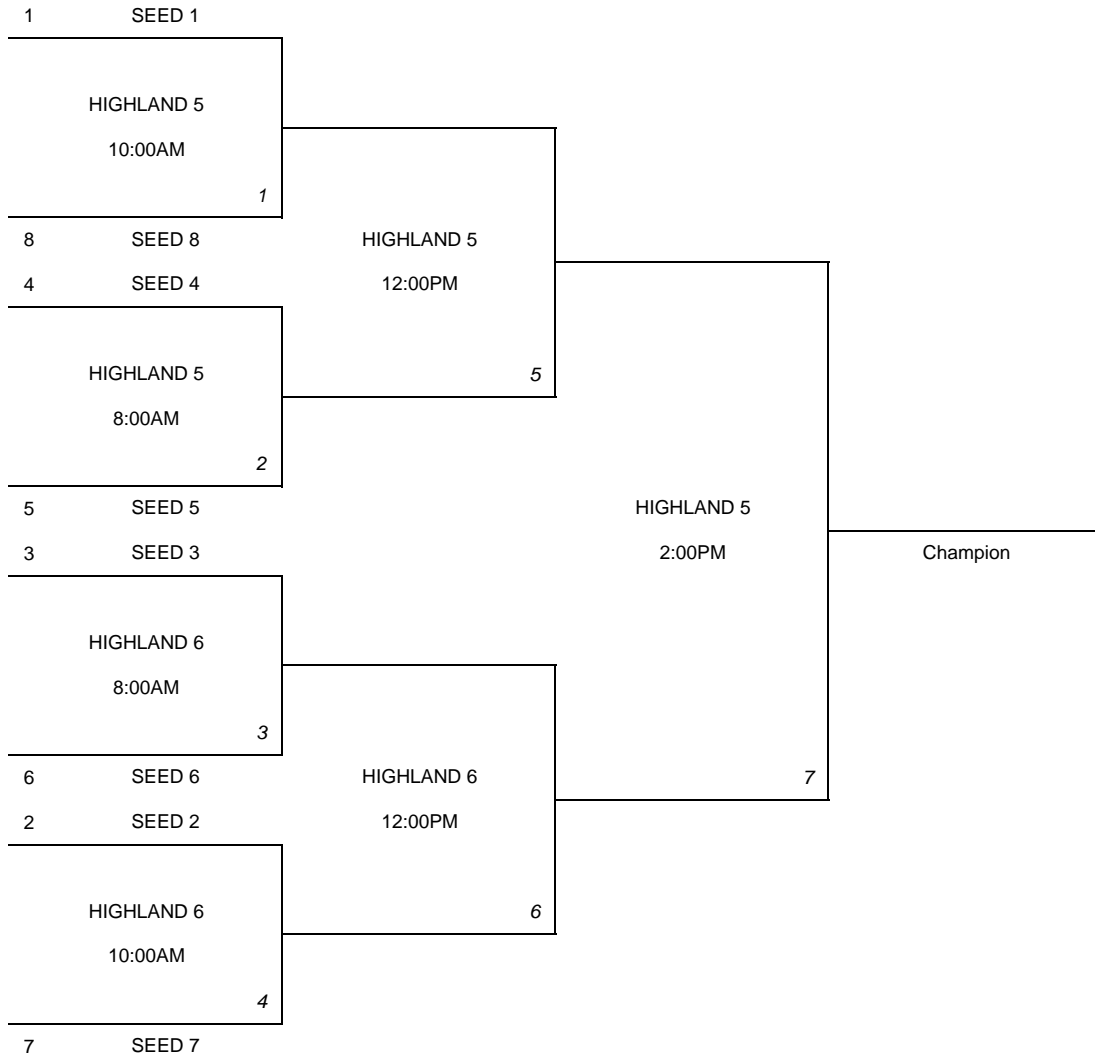 1 SEED 1
HIGHLAND 5
10:00AM
1
8 SEED 8 HIGHLAND 5
4 SEED 4 12:00PM
HIGHLAND 5 5
8:00AM
2
5 SEED 5 HIGHLAND 5
3 SEED 3 2:00PM Champion
HIGHLAND 6
8:00AM
3
6 SEED 6 HIGHLAND 6 7
2 SEED 2 12:00PM
HIGHLAND 6 6
10:00AM
4
7 SEED 7